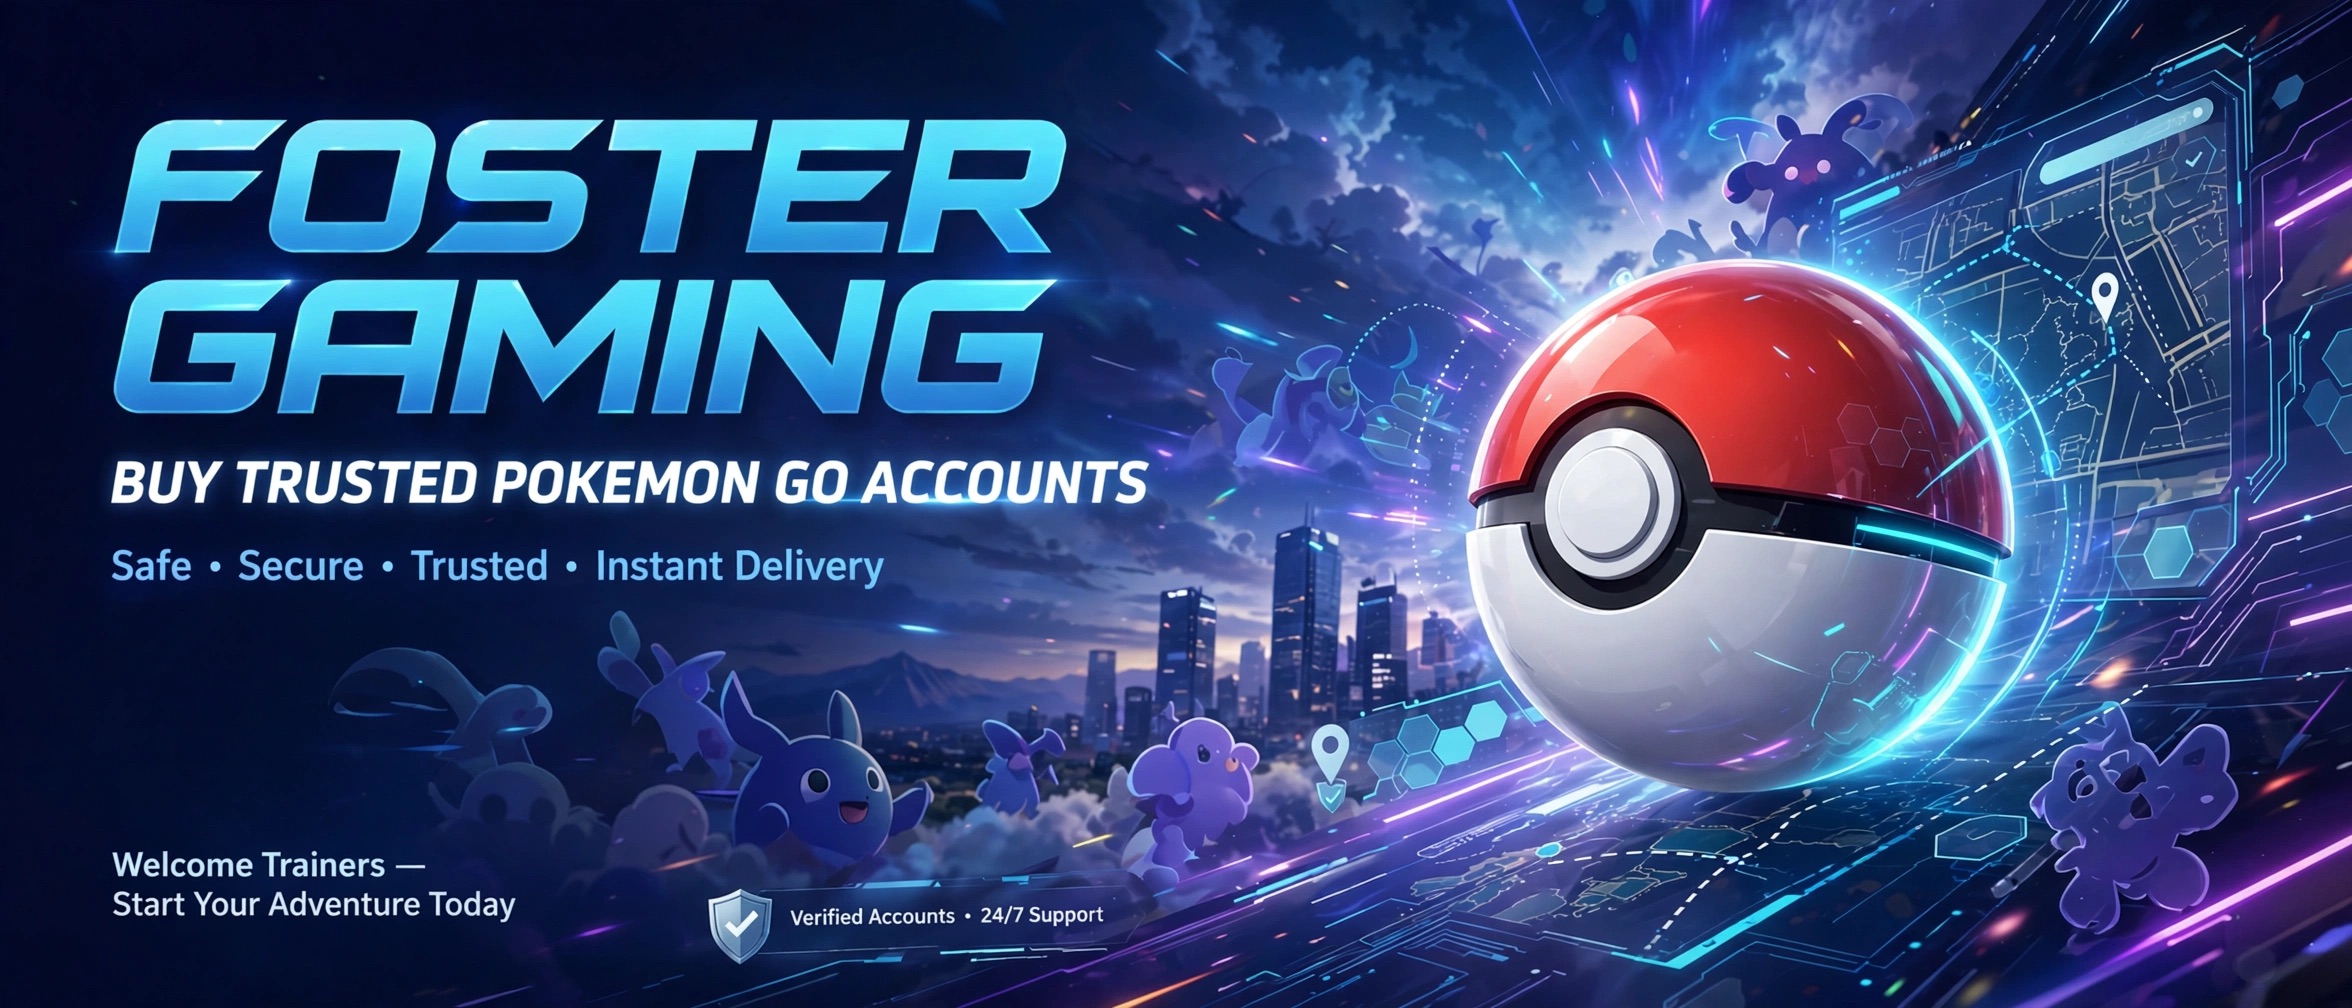 FOSTER
GAMING
BUY TRUSTED POKEMON GO ACCOUNTS
Safe • Secure • Trusted • Instant Delivery
Welcome Trainers —
Start Your Adventure Today
Verified Accounts • 24/7 Support